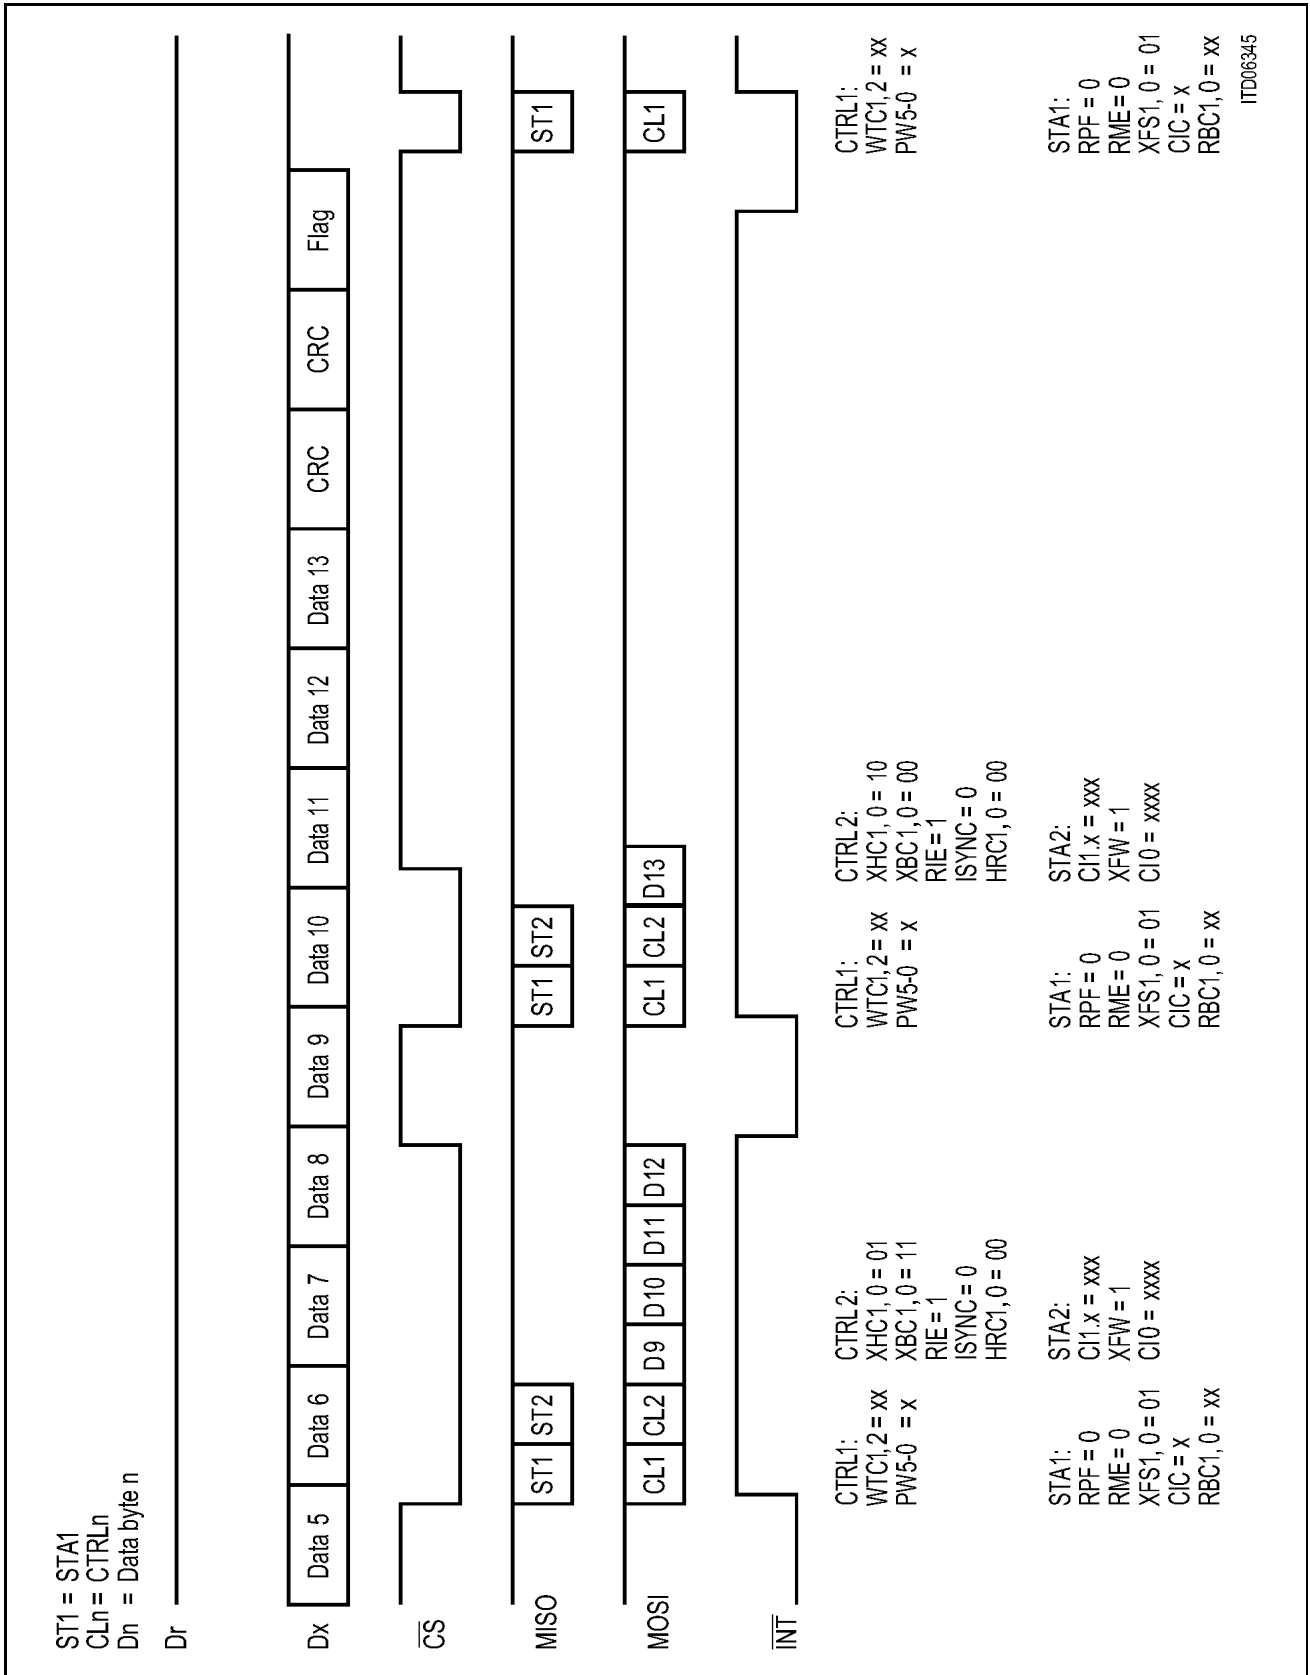 ST1 = STA1
CLn = CTRLn
Dn = Data byte n
Dr
Dx
Data 5
Data 6
Data 7
Data 8
Data 9
Data 10
Data 11
Data 12
Data 13
CRC
CRC
Flag
CS
MISO
ST1
ST2
ST1
ST2
ST1
MOSI
CL1
CL2
D9
D10
D11
D12
CL1
CL2
D13
CL1
INT
CTRL1:
WTC1,2 = xx
PW5-0 = x
CTRL2:
XHC1, 0 = 01
XBC1, 0 = 11
RIE = 1
ISYNC = 0
HRC1, 0 = 00
CTRL1:
WTC1,2 = xx
PW5-0 = x
CTRL2:
XHC1, 0 = 10
XBC1, 0 = 00
RIE = 1
ISYNC = 0
HRC1, 0 = 00
CTRL1:
WTC1,2 = xx
PW5-0 = x
STA1:
RPF = 0
RME = 0
XFS1, 0 = 01
CIC = x
RBC1, 0 = xx
STA2:
CI1.x = xxx
XFW = 1
CI0 = xxxx
STA1:
RPF = 0
RME = 0
XFS1, 0 = 01
CIC = x
RBC1, 0 = xx
STA2:
CI1.x = xxx
XFW = 1
CI0 = xxxx
STA1:
RPF = 0
RME = 0
XFS1, 0 = 01
CIC = x
RBC1, 0 = xx
ITD06345